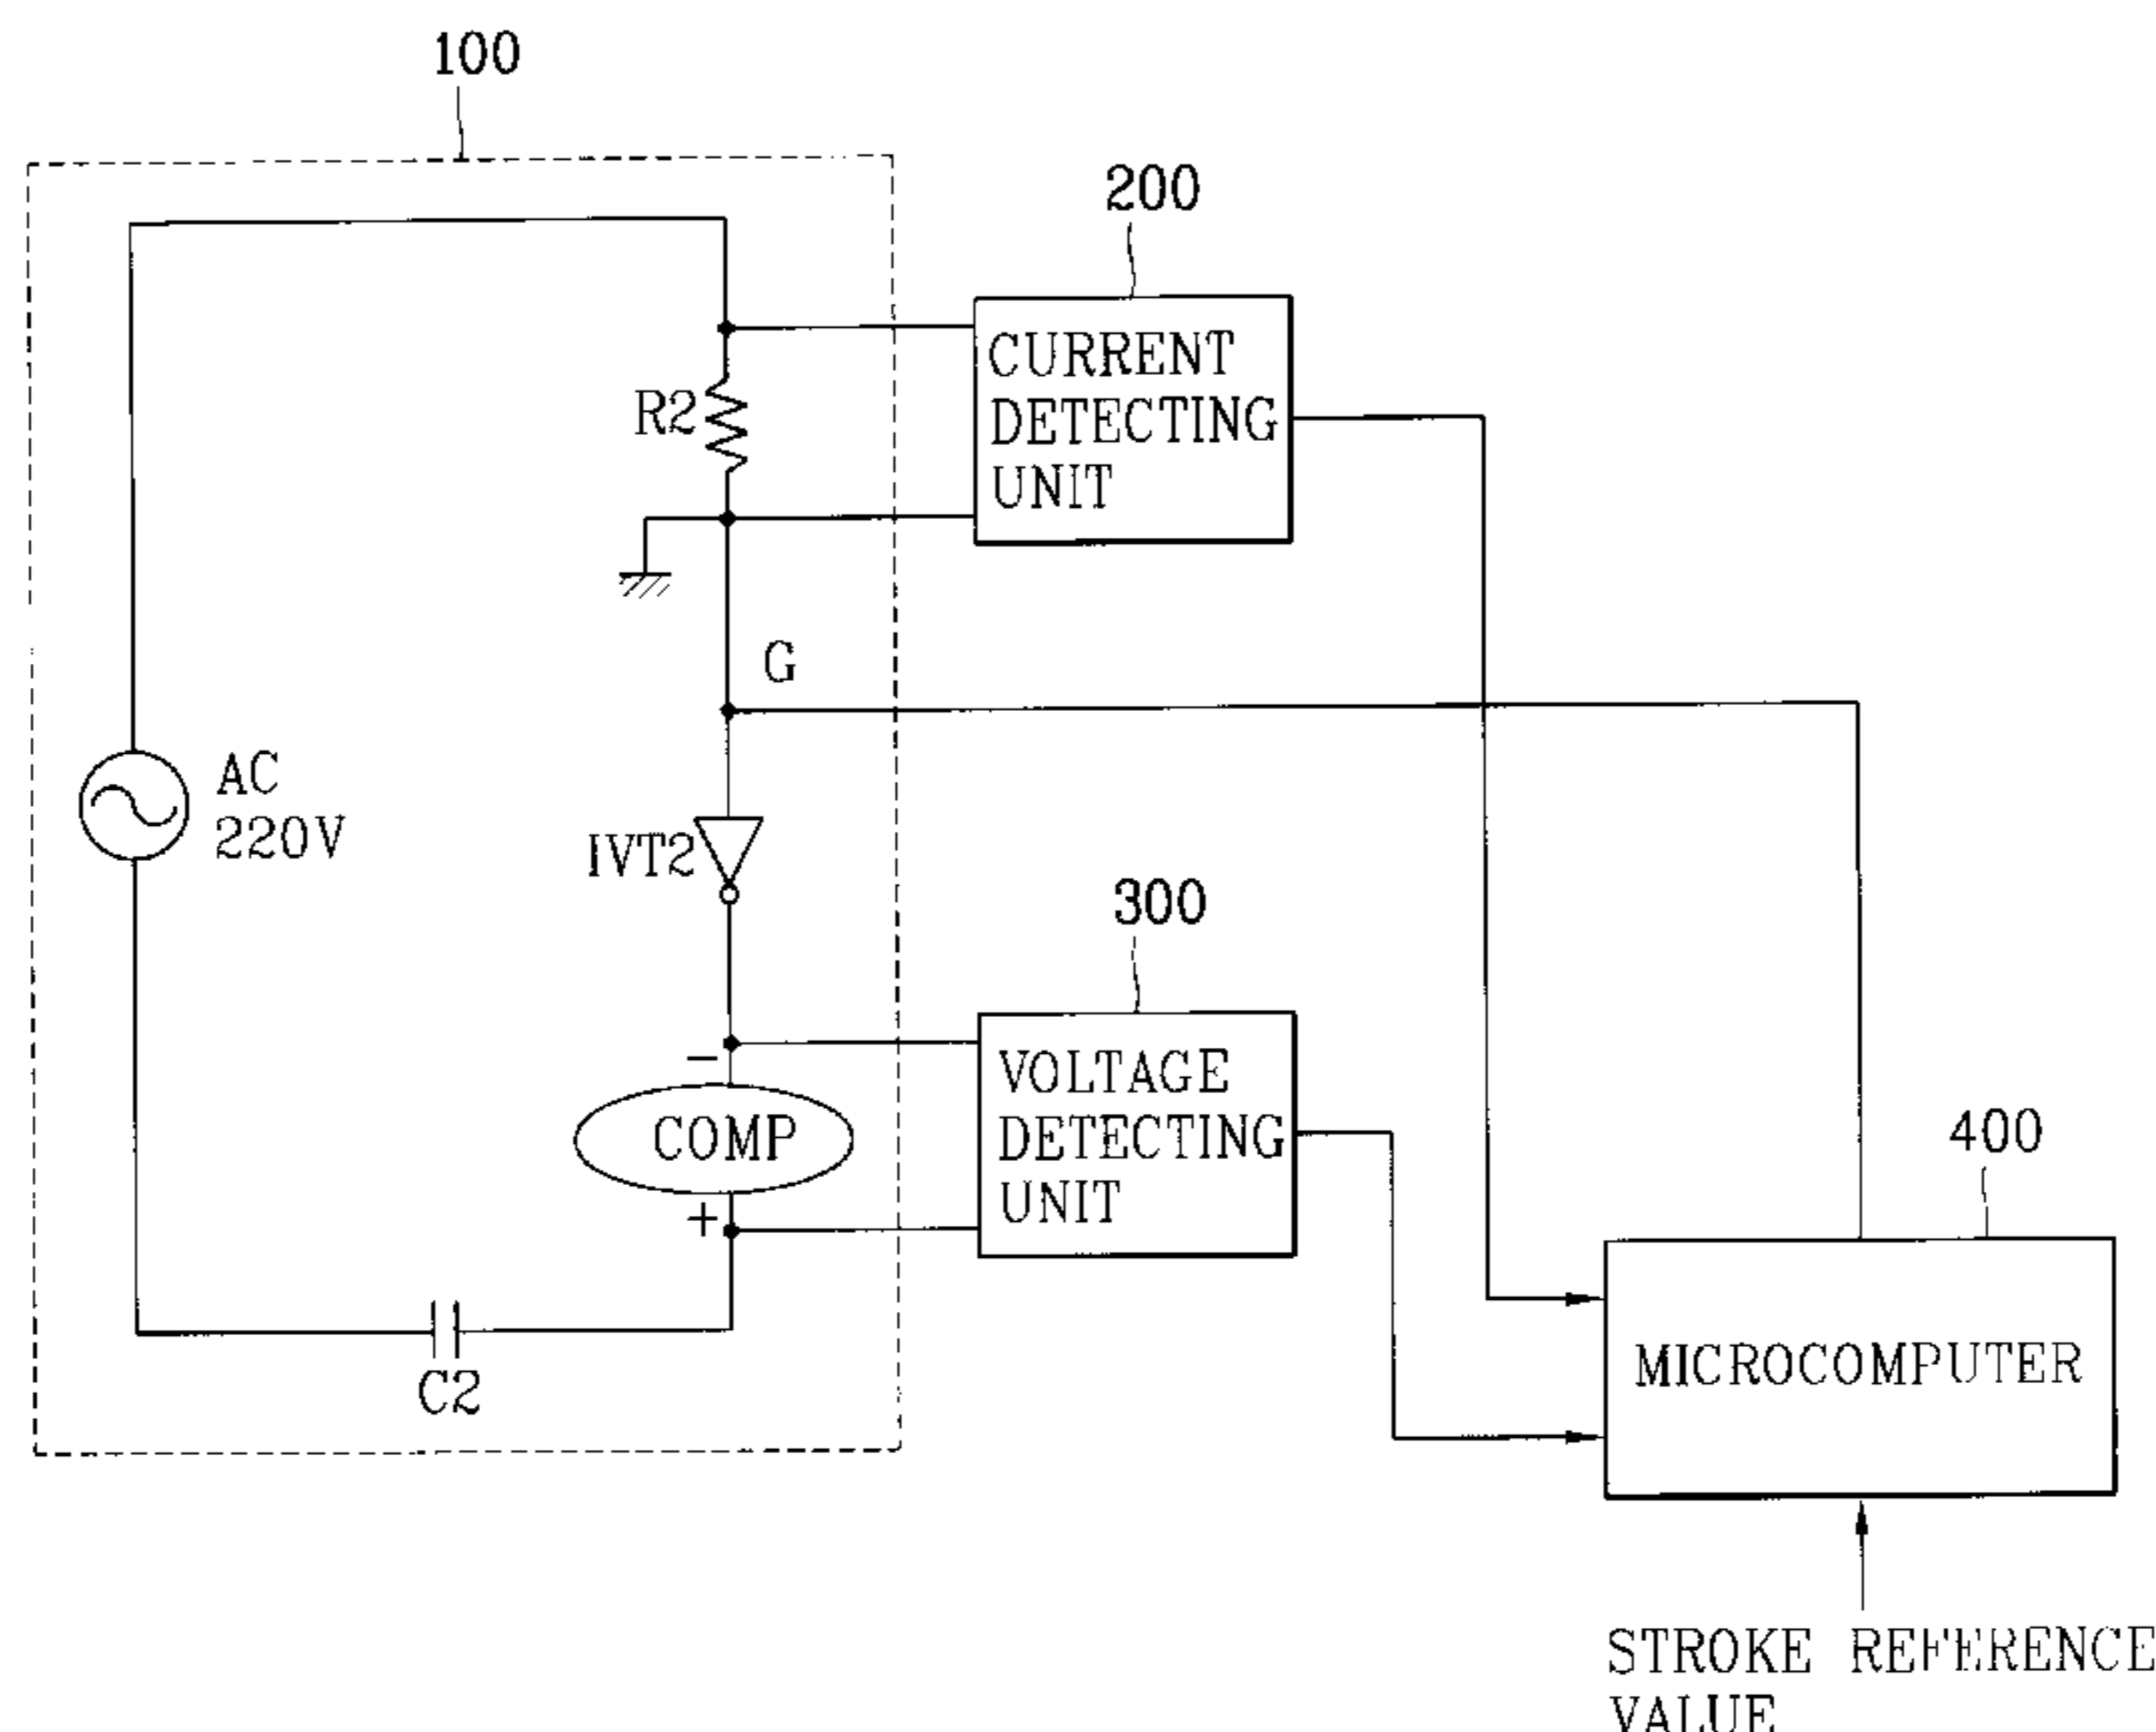 100
200
CURRENT
DETECTING
UNIT
R2
G
AC
220V
IVT2
300
−
VOLTAGE
DETECTING
UNIT
COMP
+
400
MICROCOMPUTER
C2
STROKE REFERENCE
VALUE